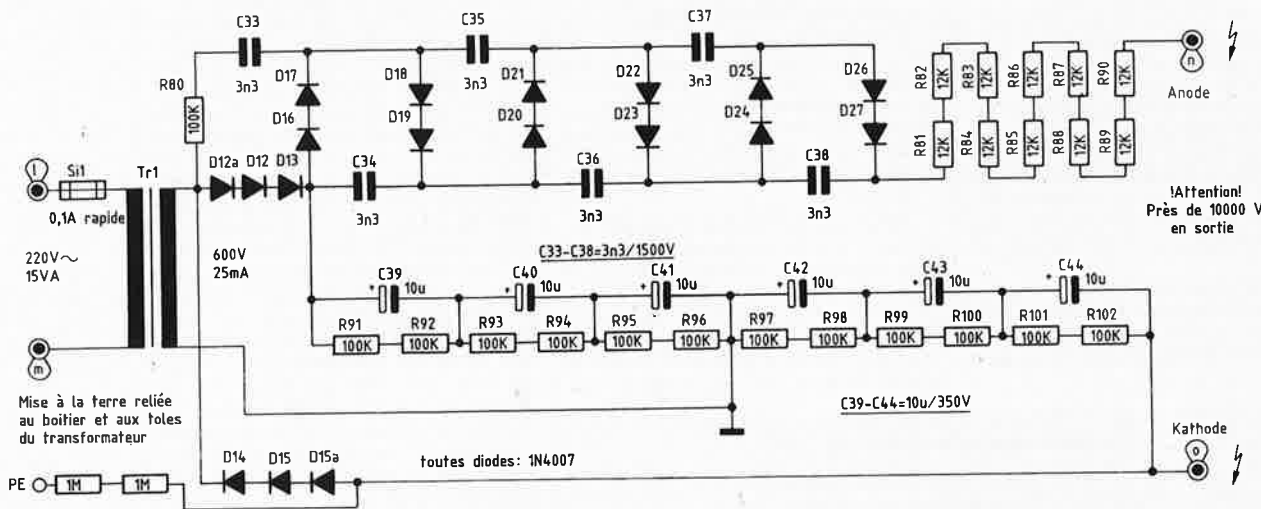 C33
3n3
C35
3n3
C37
3n3
D17
D16
D18
D19
D21
D20
D22
D23
D25
D24
D26
D27
R80
100K
R82
12K
R83
12K
R86
12K
R87
12K
R90
12K
R81
12K
R84
12K
R85
12K
R88
12K
R89
12K
n
Anode
l
Si1
0,1A rapide
Tr1
D12a
D12
D13
C34
3n3
C36
3n3
C38
3n3
!Attention!
Près de 10000 V
en sortie
220V~
15VA
600V
25mA
C33-C38=3n3/1500V
C39
+
10u
C40
+
10u
C41
+
10u
C42
+
10u
C43
+
10u
C44
+
10u
R91
100K
R92
100K
R93
100K
R94
100K
R95
100K
R96
100K
R97
100K
R98
100K
R99
100K
R100
100K
R101
100K
R102
100K
m
Mise à la terre reliée
au boitier et aux toles
du transformateur
C39-C44=10u/350V
Kathode
o
D14
D15
D15a
toutes diodes: 1N4007
PE
1M
1M